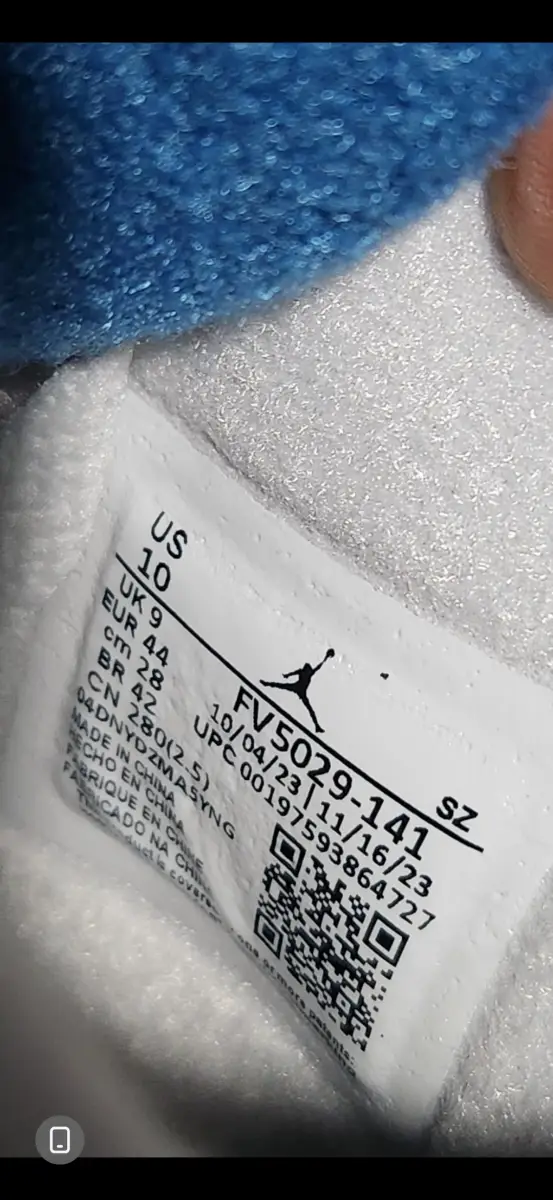 US
10
UK 9
EUR 44
cm 28
BR 42
CN 280(2.5)
04DNYDZMASYNG
MADE IN CHINA
FECHO EN CHINA
FABRIQUE EN CHINE
SZ
FV5029-141
10/04/23 | 11/16/23
UPC 00197593864727